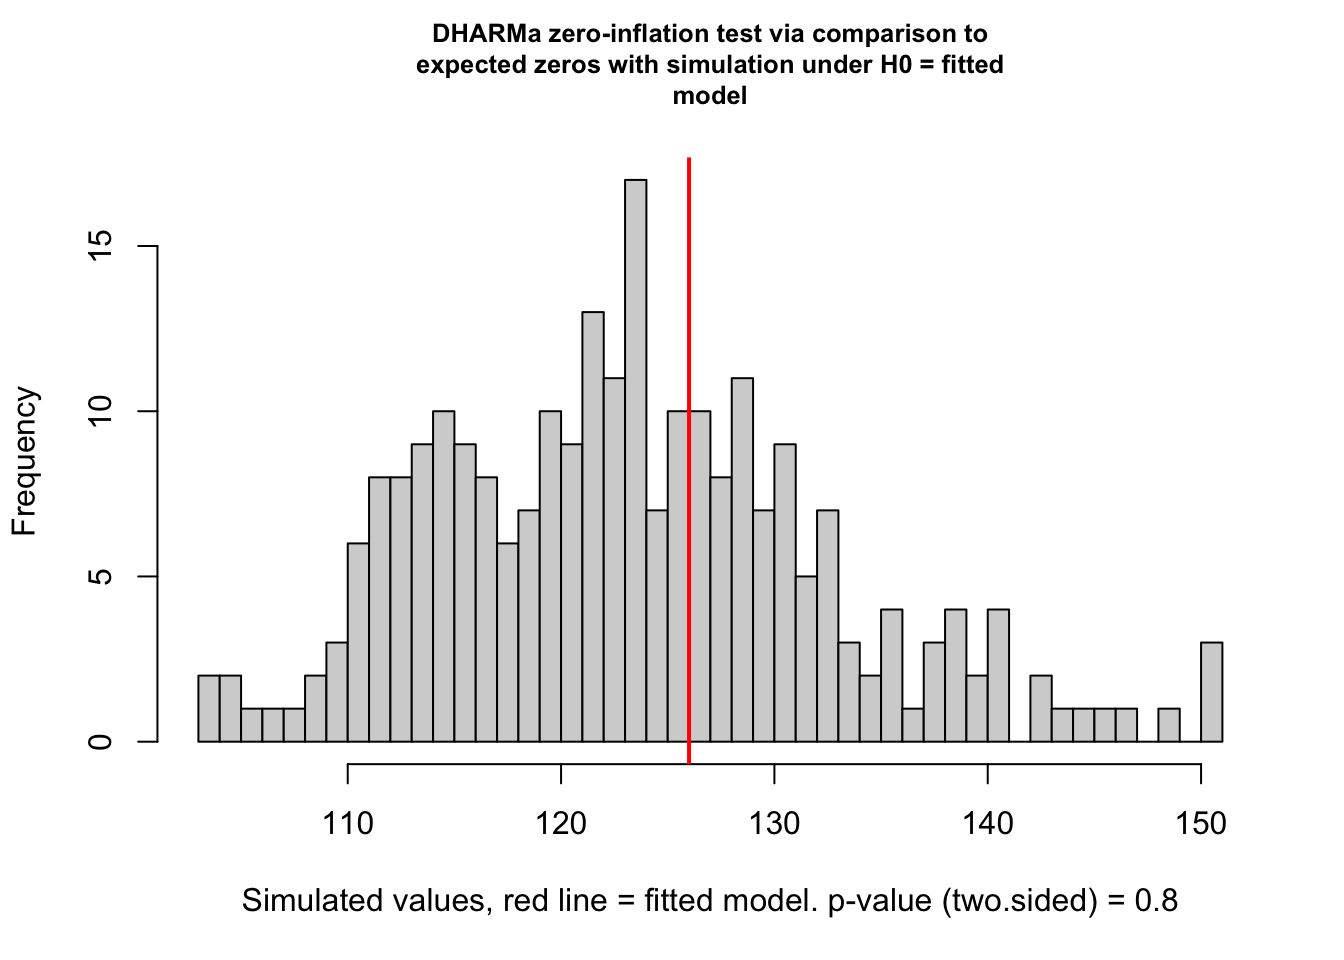 DHARMa zero-inflation test via comparison to
expected zeros with simulation under H0 = fitted
model
Frequency
15
10
5
0
110 120 130 140 150
Simulated values, red line = fitted model. p-value (two.sided) = 0.8